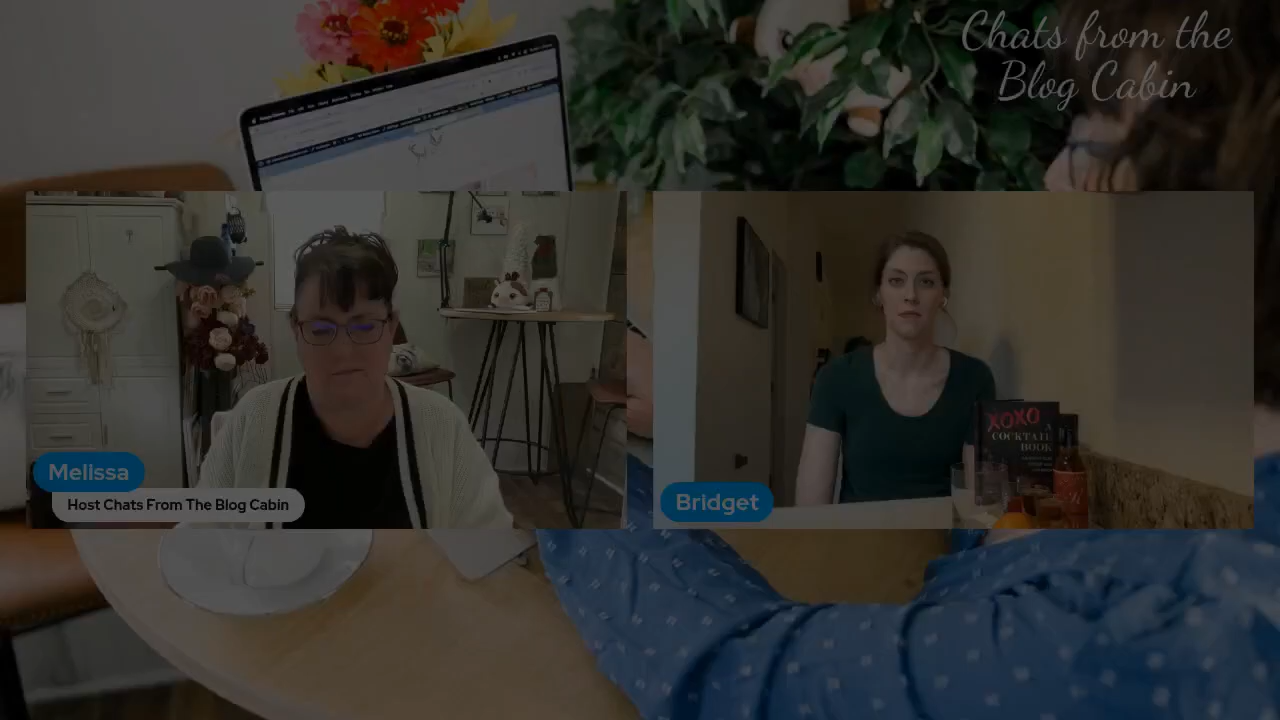 Chats from the
Blog Cabin
Melissa
Host Chats From The Blog Cabin
Bridget
XOXO
A
COCKTAIL
BOOK